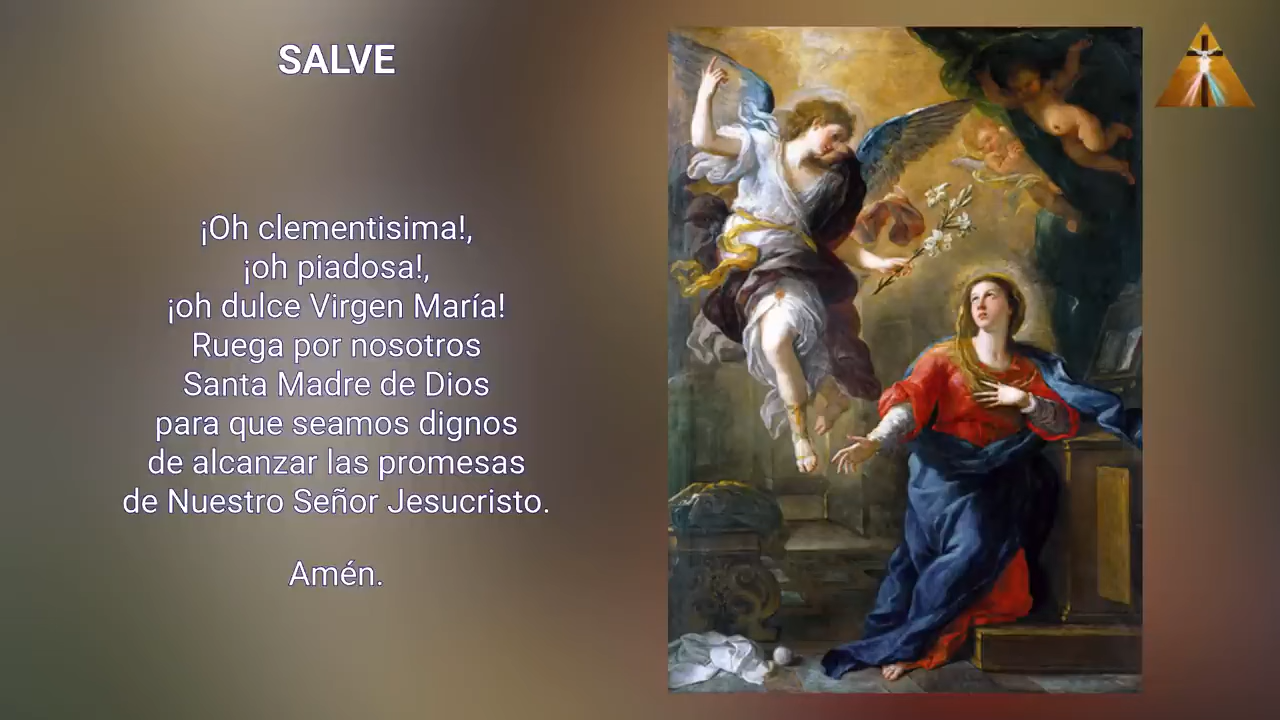 SALVE
¡Oh clementisima!,
¡oh piadosa!,
¡oh dulce Virgen María!
Ruega por nosotros
Santa Madre de Dios
para que seamos dignos
de alcanzar las promesas
de Nuestro Señor Jesucristo.
Amén.